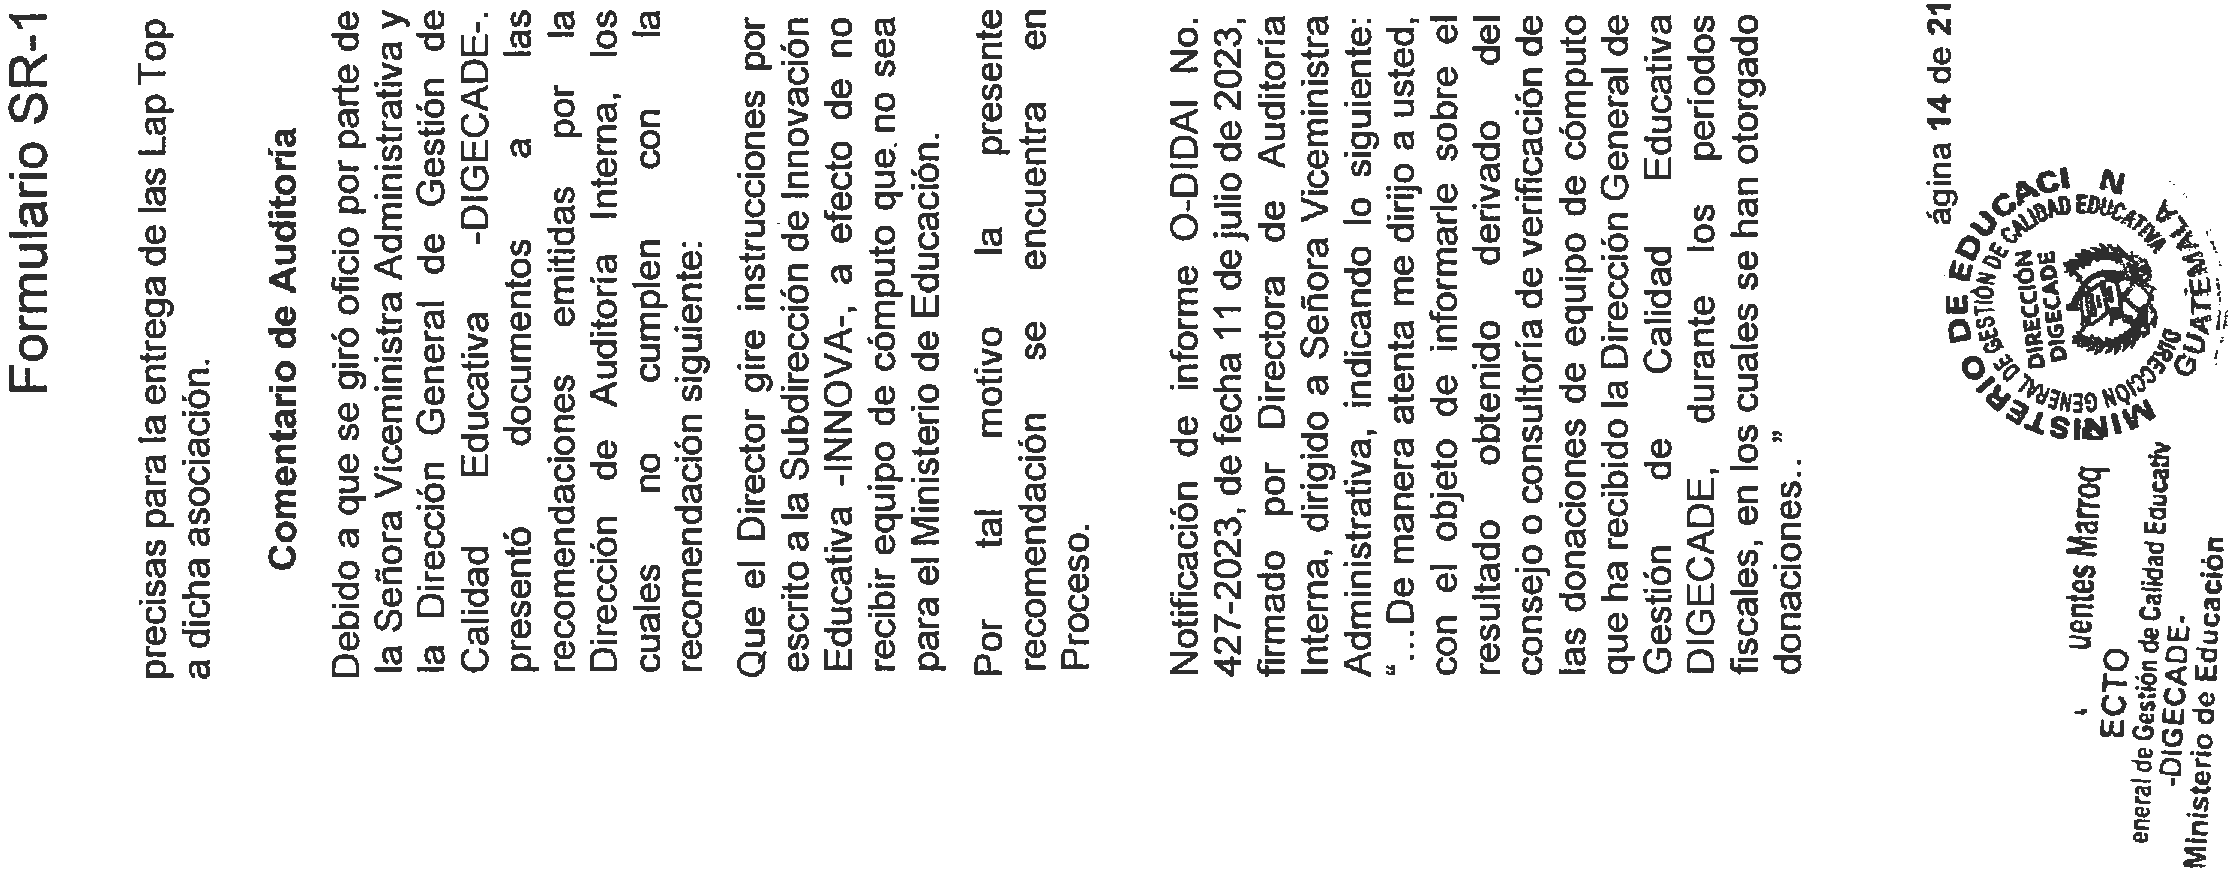 Formulario SR-1
precisas para la entrega de las Lap Top
a dicha asociación.
Comentario de Auditoría
Debido a que se giró oficio por parte de
la Señora Viceministra Administrativa y
la Dirección General de Gestión de
Calidad Educativa -DIGECADE-.
presentó documentos a las
recomendaciones emitidas por la
Dirección de Auditoría Interna, los
cuales no cumplen con la
recomendación siguiente:
Que el Director gire instrucciones por
escrito a la Subdirección de Innovación
Educativa -INNOVA-, a efecto de no
recibir equipo de cómputo que no sea
para el Ministerio de Educación.
Por tal motivo la presente
recomendación se encuentra en
Proceso.
Notificación de informe O-DIDAI No.
427-2023, de fecha 11 de julio de 2023,
firmado por Directora de Auditoría
Interna, dirigido a Señora Viceministra
Administrativa, indicando lo siguiente:
"...De manera atenta me dirijo a usted,
con el objeto de informarle sobre el
resultado obtenido derivado del
consejo o consultoría de verificación de
las donaciones de equipo de cómputo
que ha recibido la Dirección General de
Gestión de Calidad Educativa
DIGECADE, durante los períodos
fiscales, en los cuales se han otorgado
donaciones.."
ágina 14 de 21
MINISTERIO DE EDUCACI N
DIRECCIÓN GENERAL DE GESTIÓN DE CALIDAD EDUCATIVA
DIRECCIÓN
DIGECADE
GUATEMALA
uentes Marroq
ECTO
eneral de Gestión de Calidad Educativ
-DIGECADE-
Ministerio de Educación